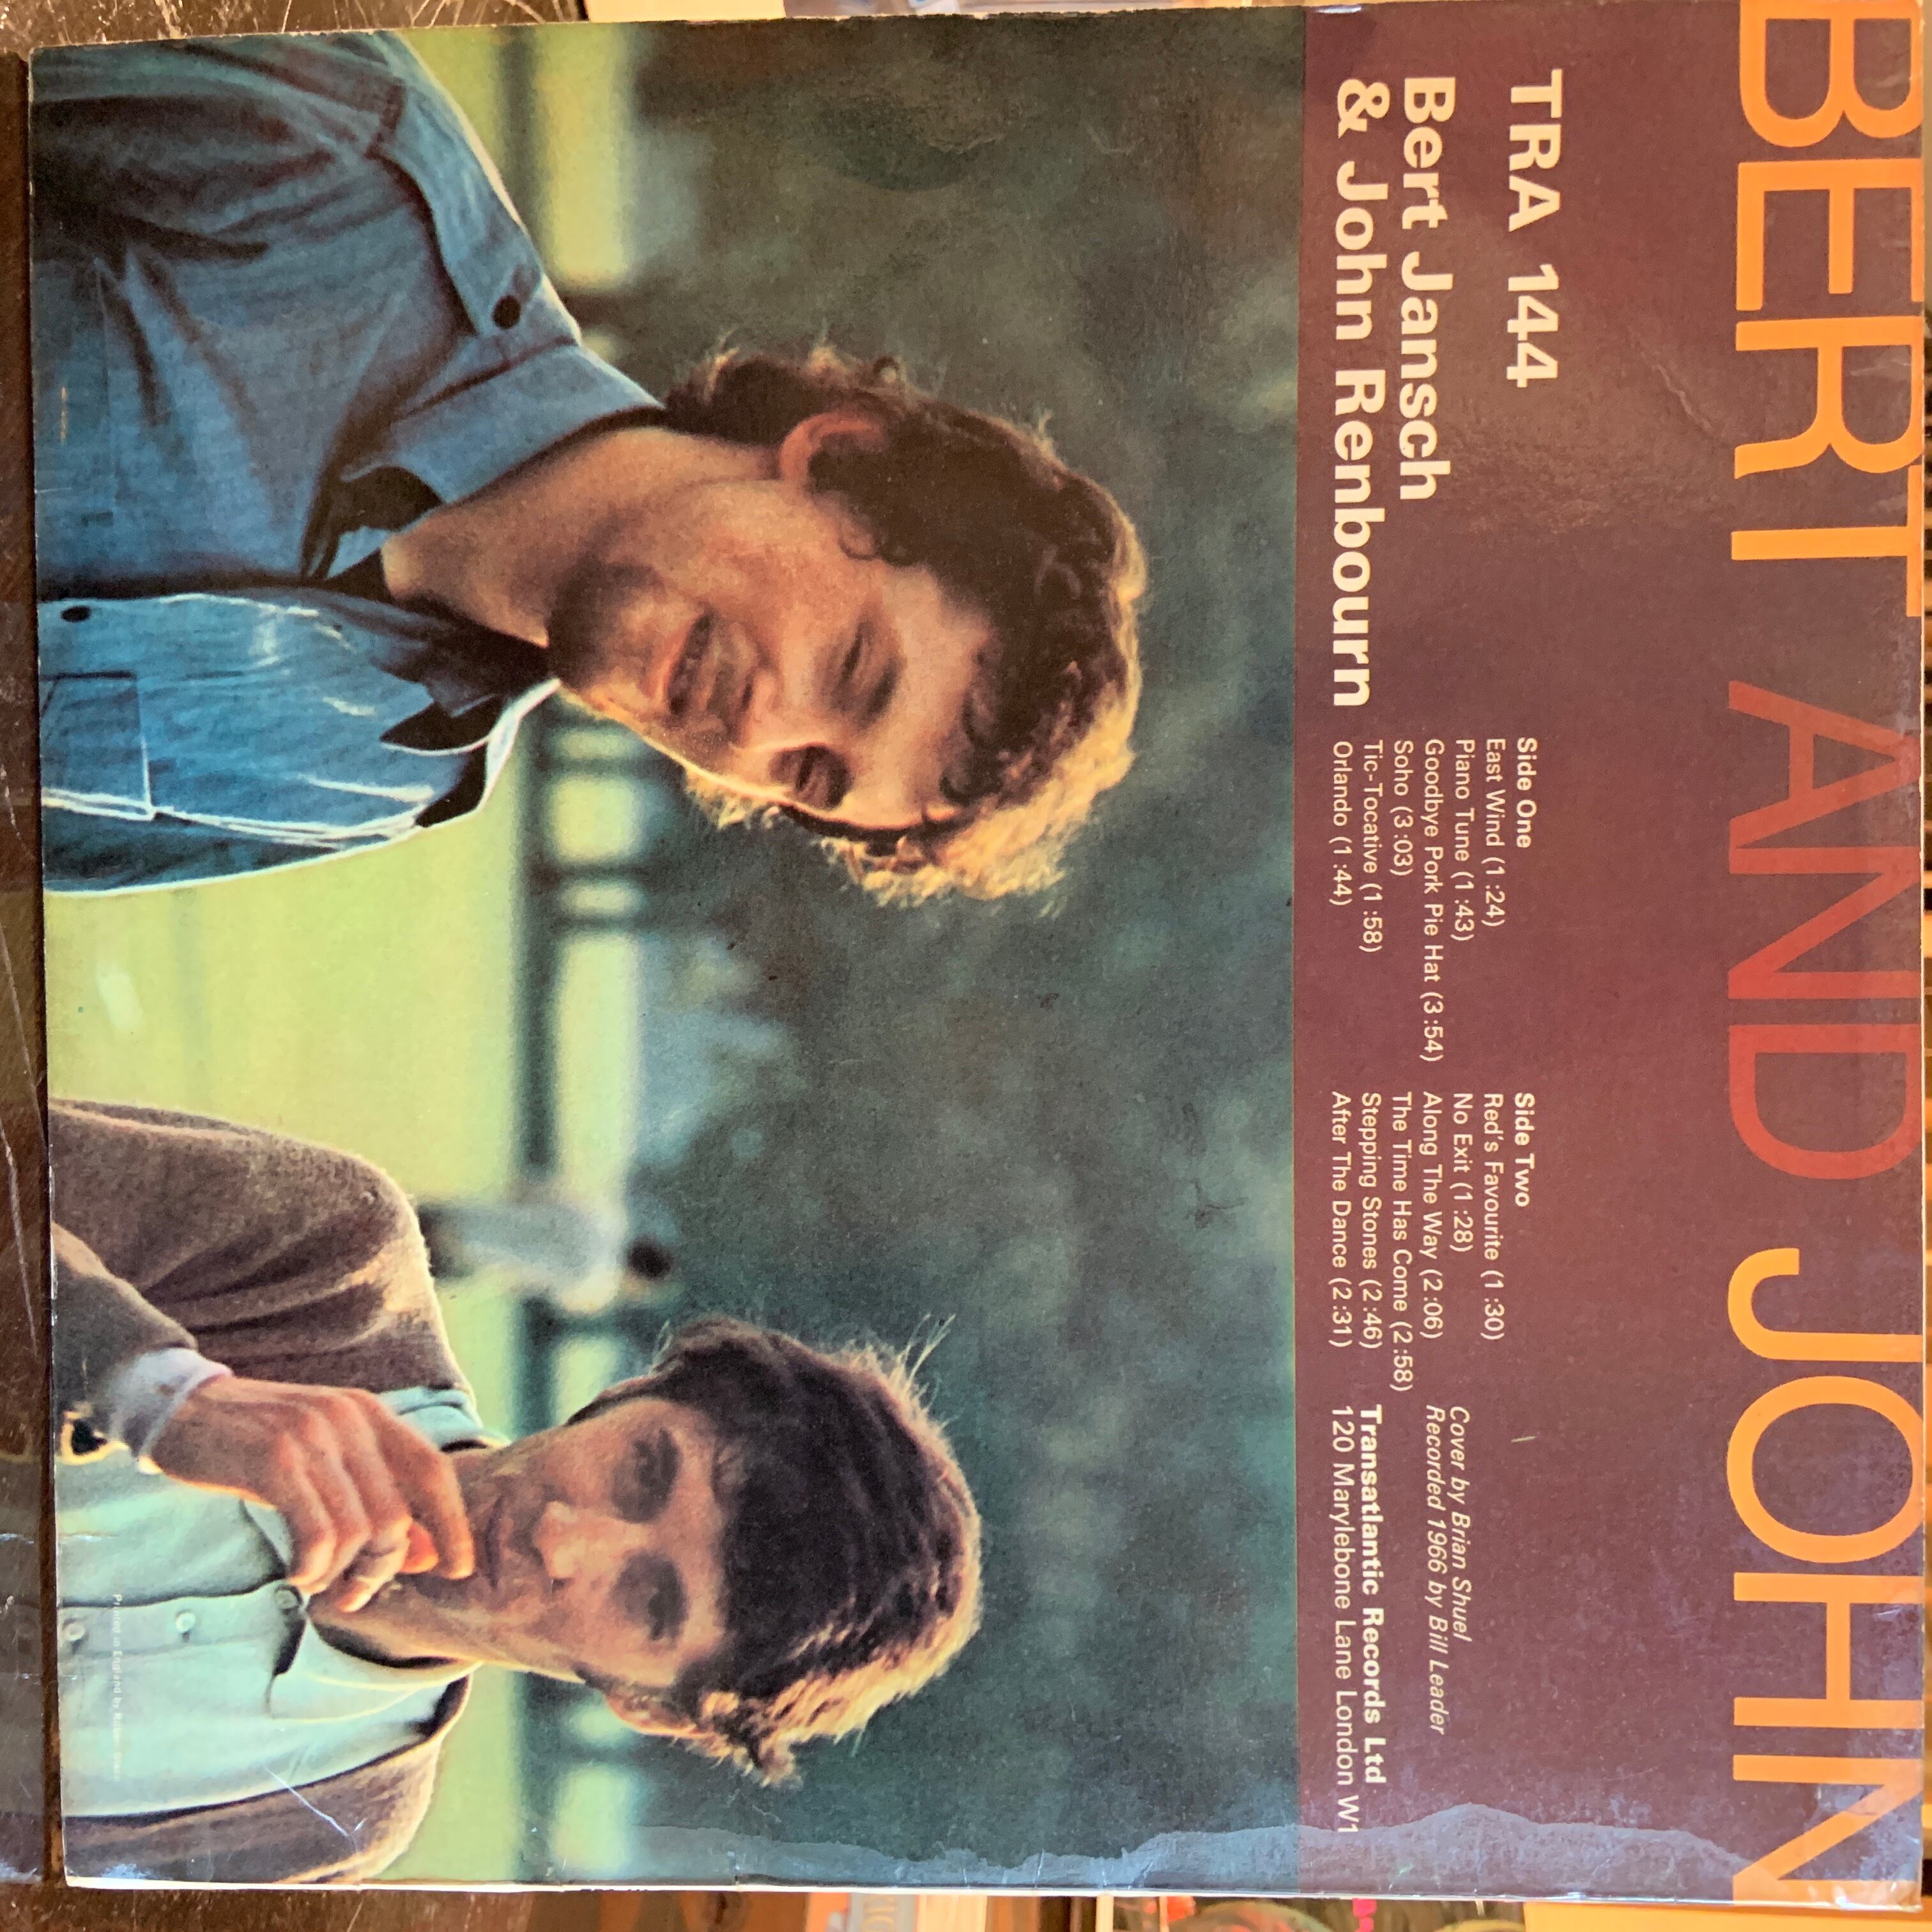 BERT AND JOHN
TRA 144
Bert Jansch
& John Renbourn
Side One
East Wind (1:24)
Piano Tune (1:43)
Goodbye Pork Pie Hat (3:54)
Soho (3:03)
Tic-Tocative (1:58)
Orlando (1:44)
Side Two
Red's Favourite (1:30)
No Exit (1:28)
Along The Way (2:06)
The Time Has Come (2:58)
Stepping Stones (2:46)
After The Dance (2:31)
Cover by Brian Shuel
Recorded 1966 by Bill Leader
Transatlantic Records Ltd
120 Marylebone Lane London W1
Printed in England by